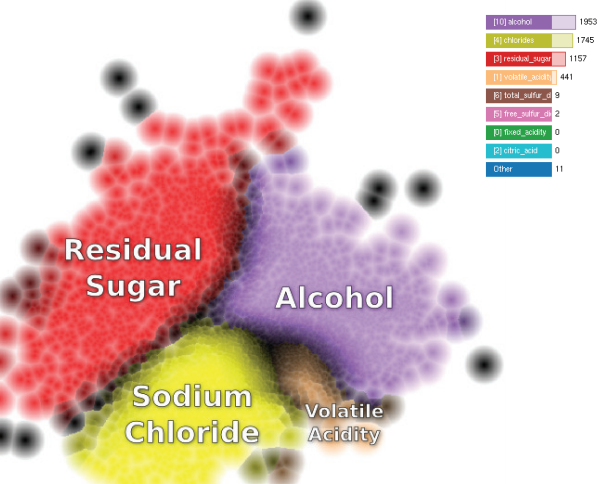 [10] alcohol 1953
[4] chlorides 1745
[3] residual_sugar 1157
[1] volatile_acidity 441
[6] total_sulfur_di 9
[5] free_sulfur_di 2
[0] fixed_acidity 0
[2] citric_acid 0
Other 11
Residual
Sugar
Alcohol
Sodium
Chloride
Volatile
Acidity